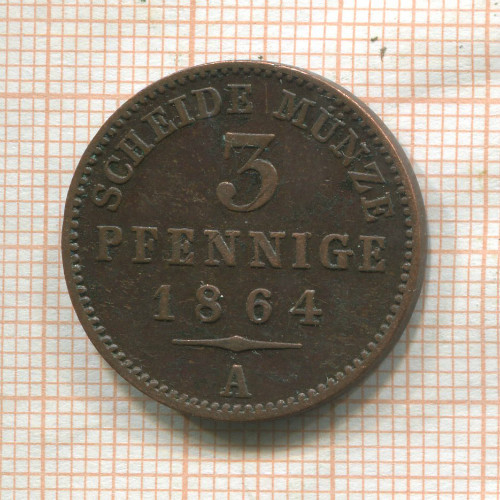 SCHEIDE MÜNZE
3
PFENNIGE
1864
A